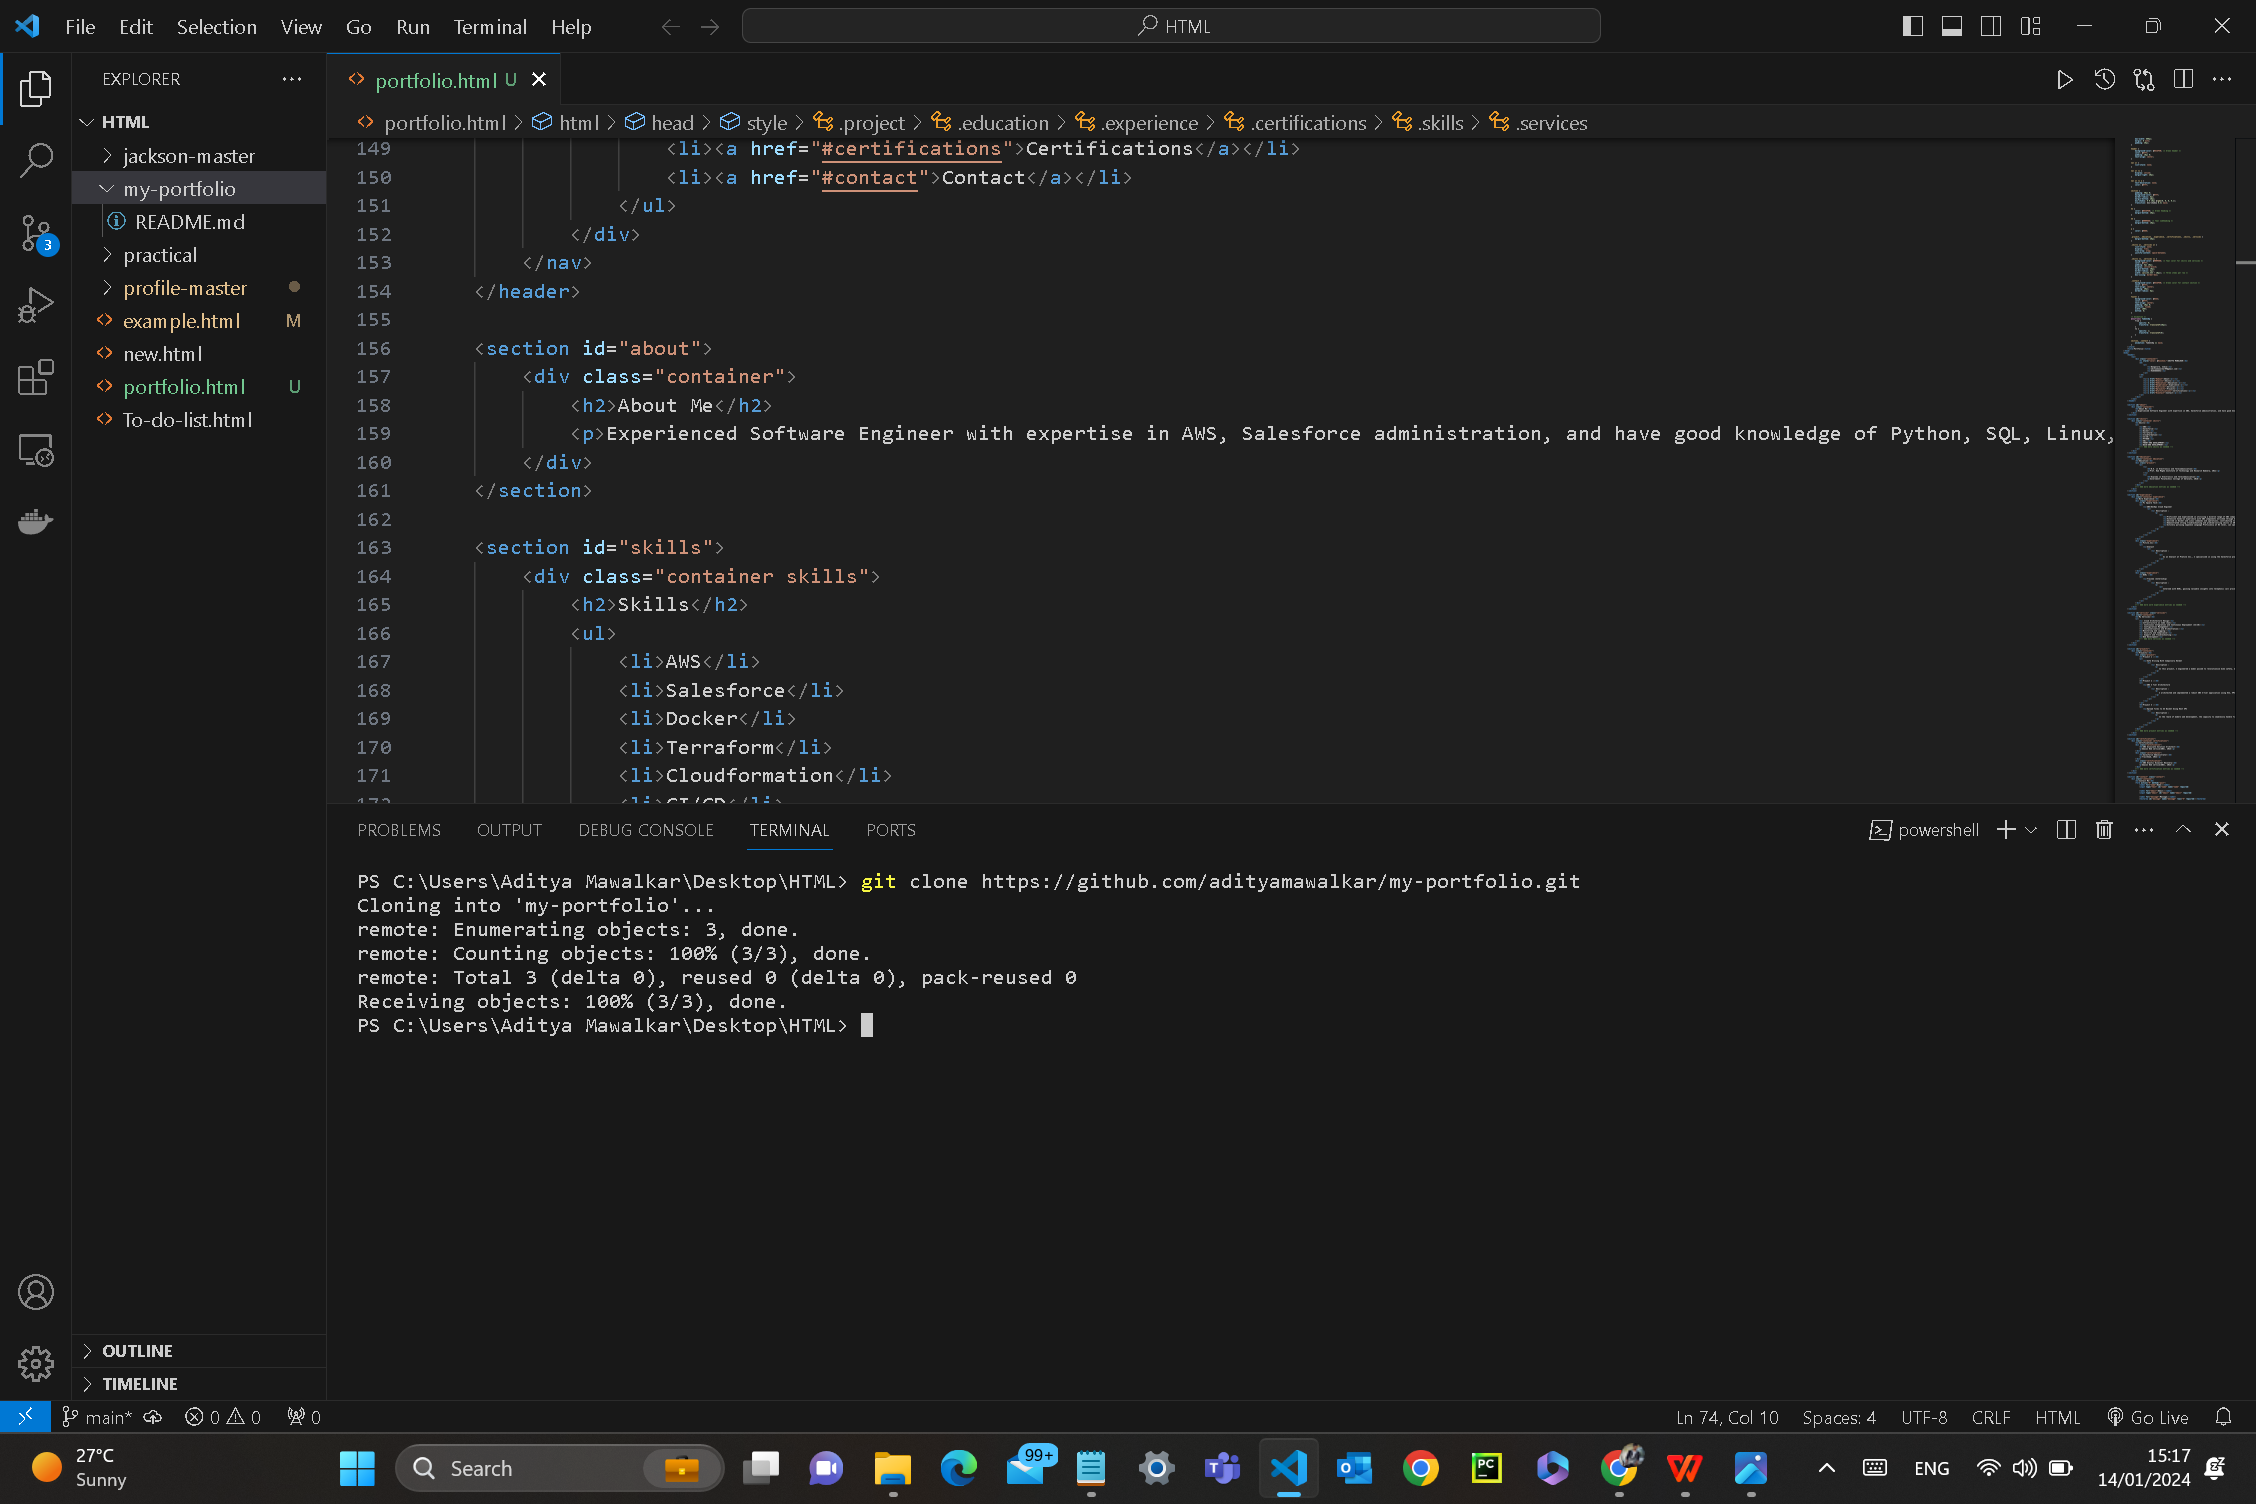 File Edit Selection View Go Run Terminal Help
HTML
EXPLORER
portfolio.html U
HTML
jackson-master
my-portfolio
README.md
3
practical
profile-master
example.html M
new.html
portfolio.html U
To-do-list.html
portfolio.html > html > head > style > .project > .education > .experience > .certifications > .skills > .services
149 <li><a href="#certifications">Certifications</a></li>
150 <li><a href="#contact">Contact</a></li>
151 </ul>
152 </div>
153 </nav>
154 </header>
155
156 <section id="about">
157 <div class="container">
158 <h2>About Me</h2>
159 <p>Experienced Software Engineer with expertise in AWS, Salesforce administration, and have good knowledge of Python, SQL, Linux,
160 </div>
161 </section>
162
163 <section id="skills">
164 <div class="container skills">
165 <h2>Skills</h2>
166 <ul>
167 <li>AWS</li>
168 <li>Salesforce</li>
169 <li>Docker</li>
170 <li>Terraform</li>
171 <li>Cloudformation</li>
172 <li>CI/CD</li>
PROBLEMS OUTPUT DEBUG CONSOLE TERMINAL PORTS
powershell
PS C:\Users\Aditya Mawalkar\Desktop\HTML> git clone https://github.com/adityamawalkar/my-portfolio.git
Cloning into 'my-portfolio'...
remote: Enumerating objects: 3, done.
remote: Counting objects: 100% (3/3), done.
remote: Total 3 (delta 0), reused 0 (delta 0), pack-reused 0
Receiving objects: 100% (3/3), done.
PS C:\Users\Aditya Mawalkar\Desktop\HTML>
OUTLINE
TIMELINE
main* 0 0 0
Ln 74, Col 10 Spaces: 4 UTF-8 CRLF HTML Go Live
27°C
Sunny
Search
99+
PC
ENG
15:17
14/01/2024